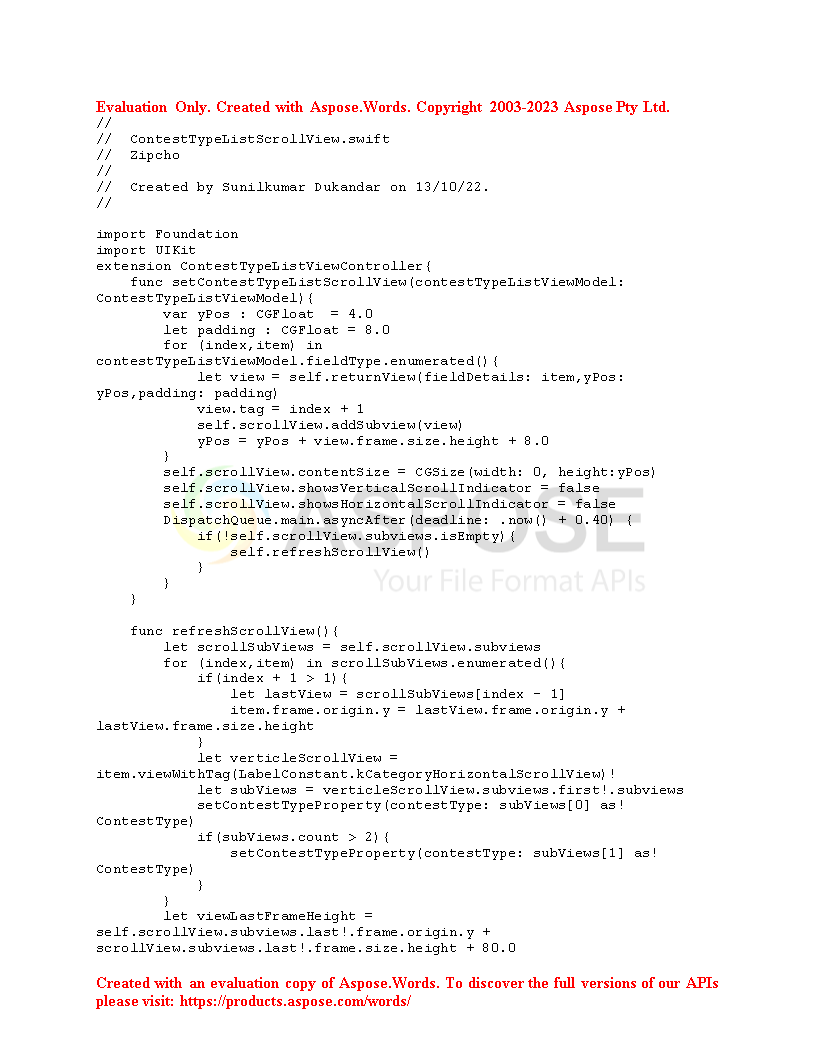 Evaluation Only. Created with Aspose.Words. Copyright 2003-2023 Aspose Pty Ltd.
//
//  ContestTypeListScrollView.swift
//  Zipcho
//
//  Created by Sunilkumar Dukandar on 13/10/22.
//

import Foundation
import UIKit
extension ContestTypeListViewController{
    func setContestTypeListScrollView(contestTypeListViewModel:
ContestTypeListViewModel){
        var yPos : CGFloat  = 4.0
        let padding : CGFloat = 8.0
        for (index,item) in
contestTypeListViewModel.fieldType.enumerated(){
            let view = self.returnView(fieldDetails: item,yPos:
yPos,padding: padding)
            view.tag = index + 1
            self.scrollView.addSubview(view)
            yPos = yPos + view.frame.size.height + 8.0
        }
        self.scrollView.contentSize = CGSize(width: 0, height:yPos)
        self.scrollView.showsVerticalScrollIndicator = false
        self.scrollView.showsHorizontalScrollIndicator = false
        DispatchQueue.main.asyncAfter(deadline: .now() + 0.40) {
            if(!self.scrollView.subviews.isEmpty){
                self.refreshScrollView()
            }
        }
    }
ASPOSE
Your File Format APIs

    func refreshScrollView(){
        let scrollSubViews = self.scrollView.subviews
        for (index,item) in scrollSubViews.enumerated(){
            if(index + 1 > 1){
                let lastView = scrollSubViews[index - 1]
                item.frame.origin.y = lastView.frame.origin.y +
lastView.frame.size.height
            }
            let verticleScrollView =
item.viewWithTag(LabelConstant.kCategoryHorizontalScrollView)!
            let subViews = verticleScrollView.subviews.first!.subviews
            setContestTypeProperty(contestType: subViews[0] as!
ContestType)
            if(subViews.count > 2){
                setContestTypeProperty(contestType: subViews[1] as!
ContestType)
            }
        }
        let viewLastFrameHeight =
self.scrollView.subviews.last!.frame.origin.y +
scrollView.subviews.last!.frame.size.height + 80.0

Created with an evaluation copy of Aspose.Words. To discover the full versions of our APIs
please visit: https://products.aspose.com/words/